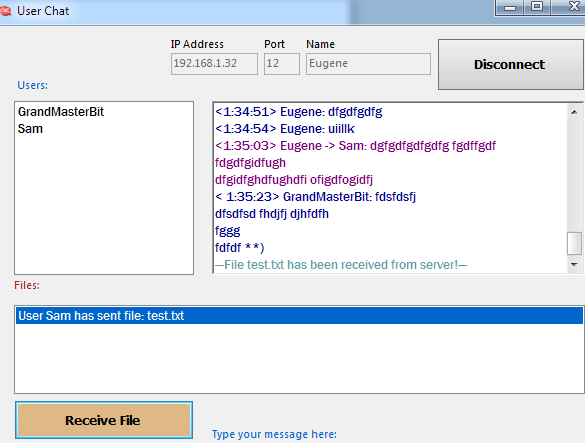 User Chat
IP Address Port Name
192.168.1.32 12 Eugene
Disconnect
Users:
GrandMasterBit
Sam
<1:34:51> Eugene: dfgdfgdfg
<1:34:54> Eugene: uiillk
<1:35:03> Eugene -> Sam: dgfgdfgdfgdfg fgdffgdf
fdgdfgidfugh
dfgidfghdfughdfi ofigdfogidfj
< 1:35:23> GrandMasterBit: fdsfdsfj
dfsdfsd fhdjfj djhfdfh
fggg
fdfdf **)
---File test.txt has been received from server!---
Files:
User Sam has sent file: test.txt
Receive File
Type your message here: